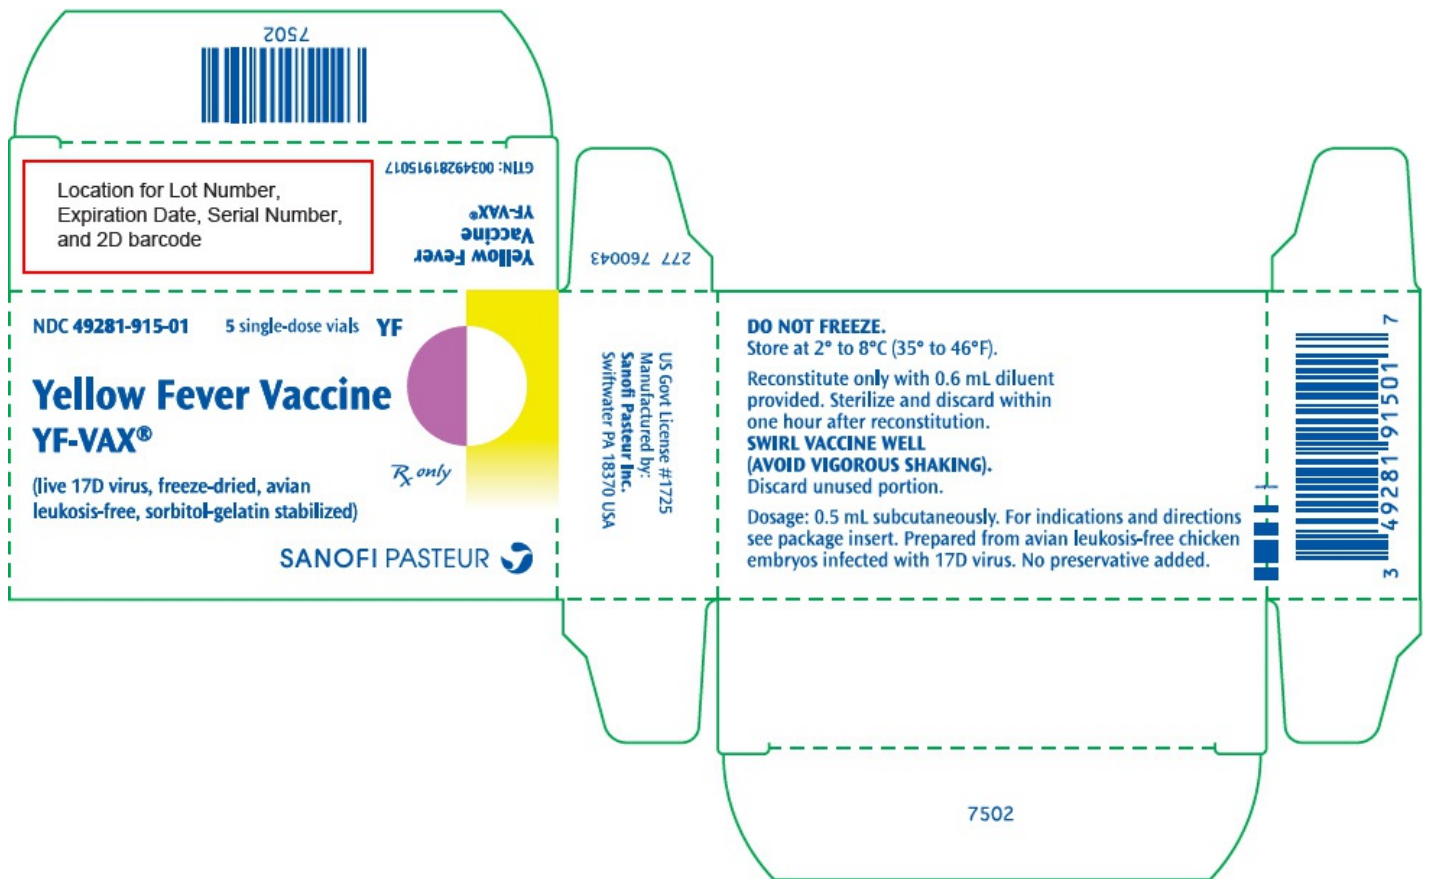 7502
Location for Lot Number,
Expiration Date, Serial Number,
and 2D barcode
GTIN: 00349281915017
Yellow Fever
Vaccine
YF-VAX®
NDC 49281-915-01 5 single-dose vials YF
Yellow Fever Vaccine
YF-VAX®
(live 17D virus, freeze-dried, avian
leukosis-free, sorbitol-gelatin stabilized)
Rx only
SANOFI PASTEUR
277 760043
US Govt License #1725
Manufactured by:
Sanofi Pasteur Inc.
Swiftwater PA 18370 USA
DO NOT FREEZE.
Store at 2° to 8°C (35° to 46°F).
Reconstitute only with 0.6 mL diluent
provided. Sterilize and discard within
one hour after reconstitution.
SWIRL VACCINE WELL
(AVOID VIGOROUS SHAKING).
Discard unused portion.
Dosage: 0.5 mL subcutaneously. For indications and directions
see package insert. Prepared from avian leukosis-free chicken
embryos infected with 17D virus. No preservative added.
3 49281 91501 7
7502